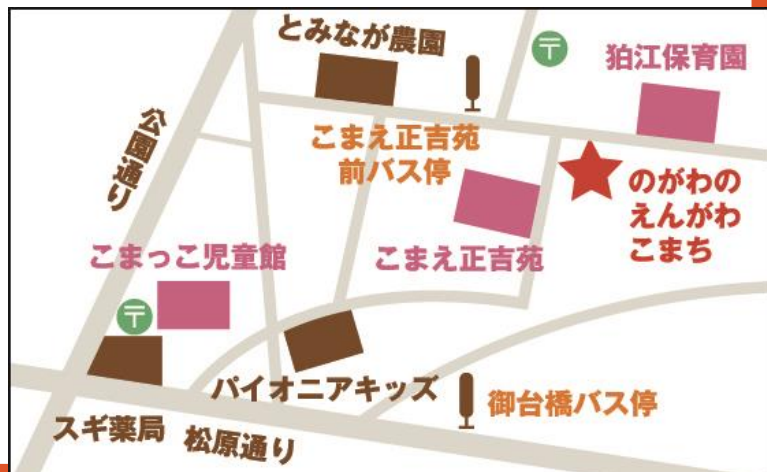 とみなが農園
〒
狛江保育園
公園通り
こまえ正吉苑
前バス停
のがわの
えんがわ
こまち
こまっこ児童館
こまえ正吉苑
〒
パイオニアキッズ
御台橋バス停
スギ薬局
松原通り